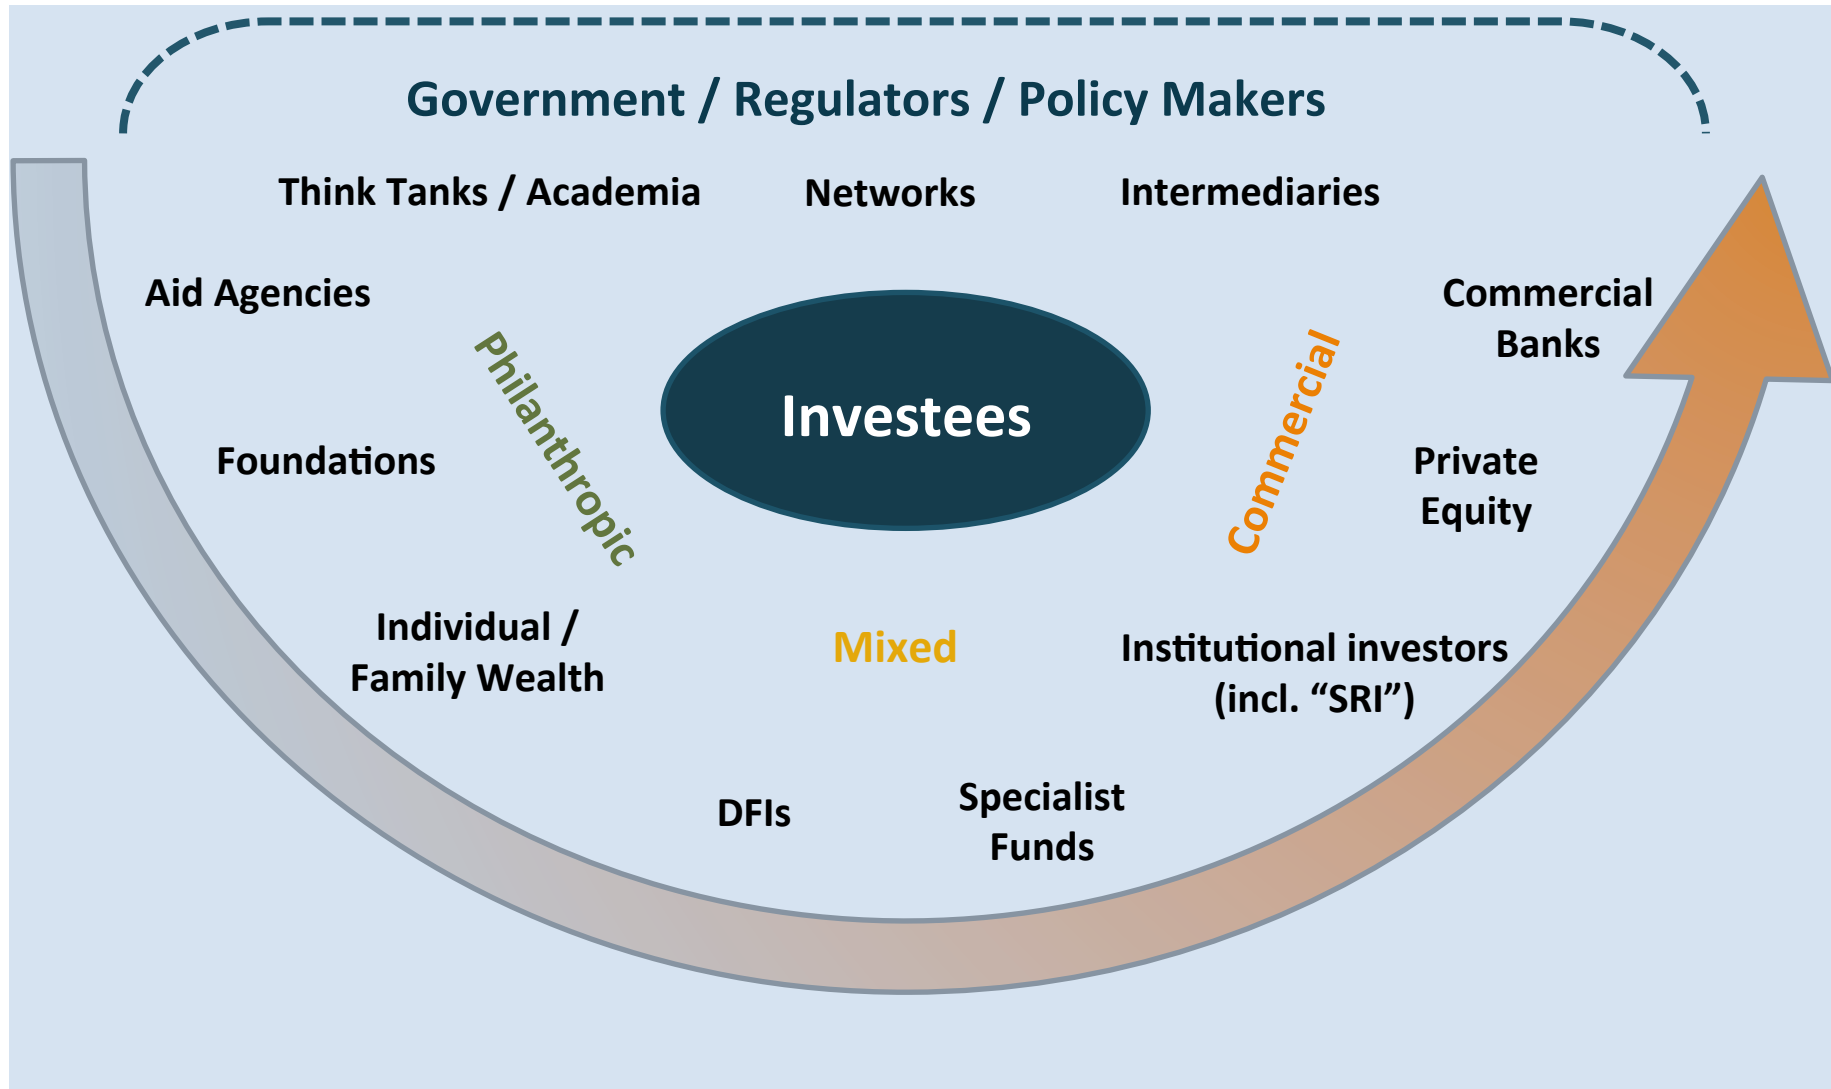 Government / Regulators / Policy Makers
Think Tanks / Academia
Networks
Intermediaries
Aid Agencies
Commercial
Banks
Philanthropic
Investees
Commercial
Foundations
Private
Equity
Individual /
Family Wealth
Mixed
Institutional investors
(incl. “SRI”)
DFIs
Specialist
Funds